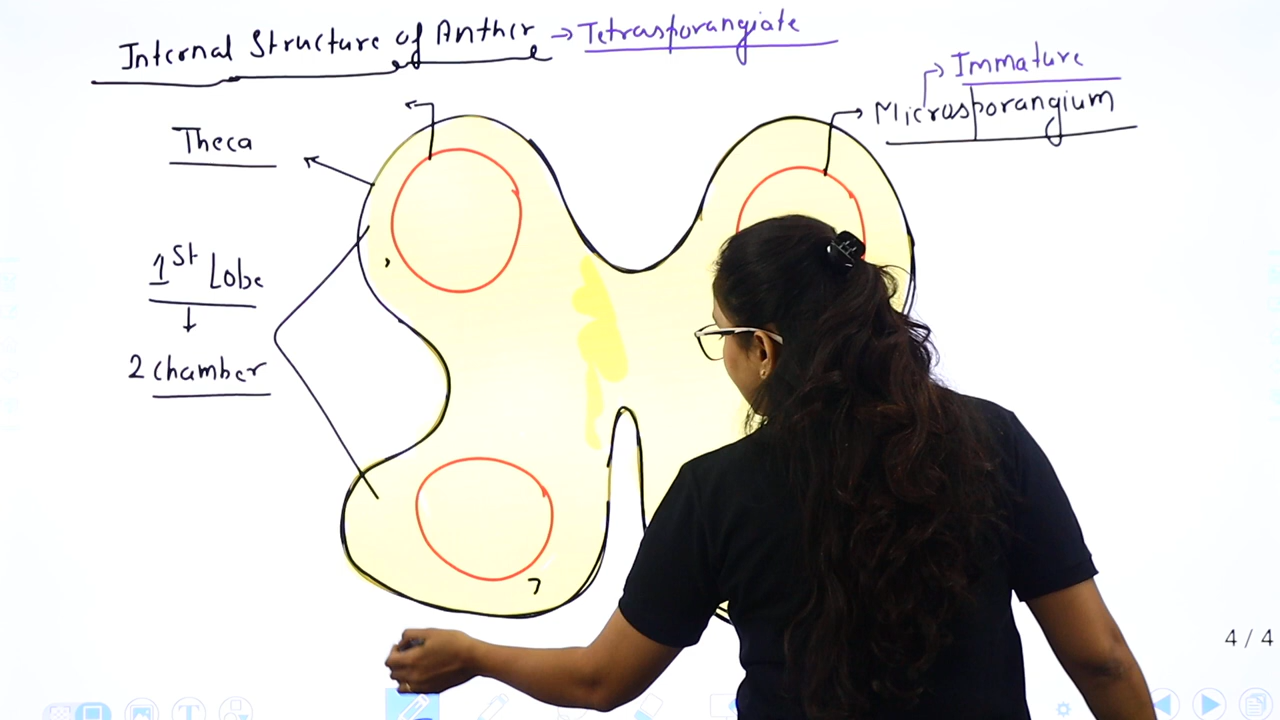 Internal Structure of Anther → Tetrasporangiate
Immature
Microsporangium
Theca
1st Lobe
↓
2 chamber
4 / 4